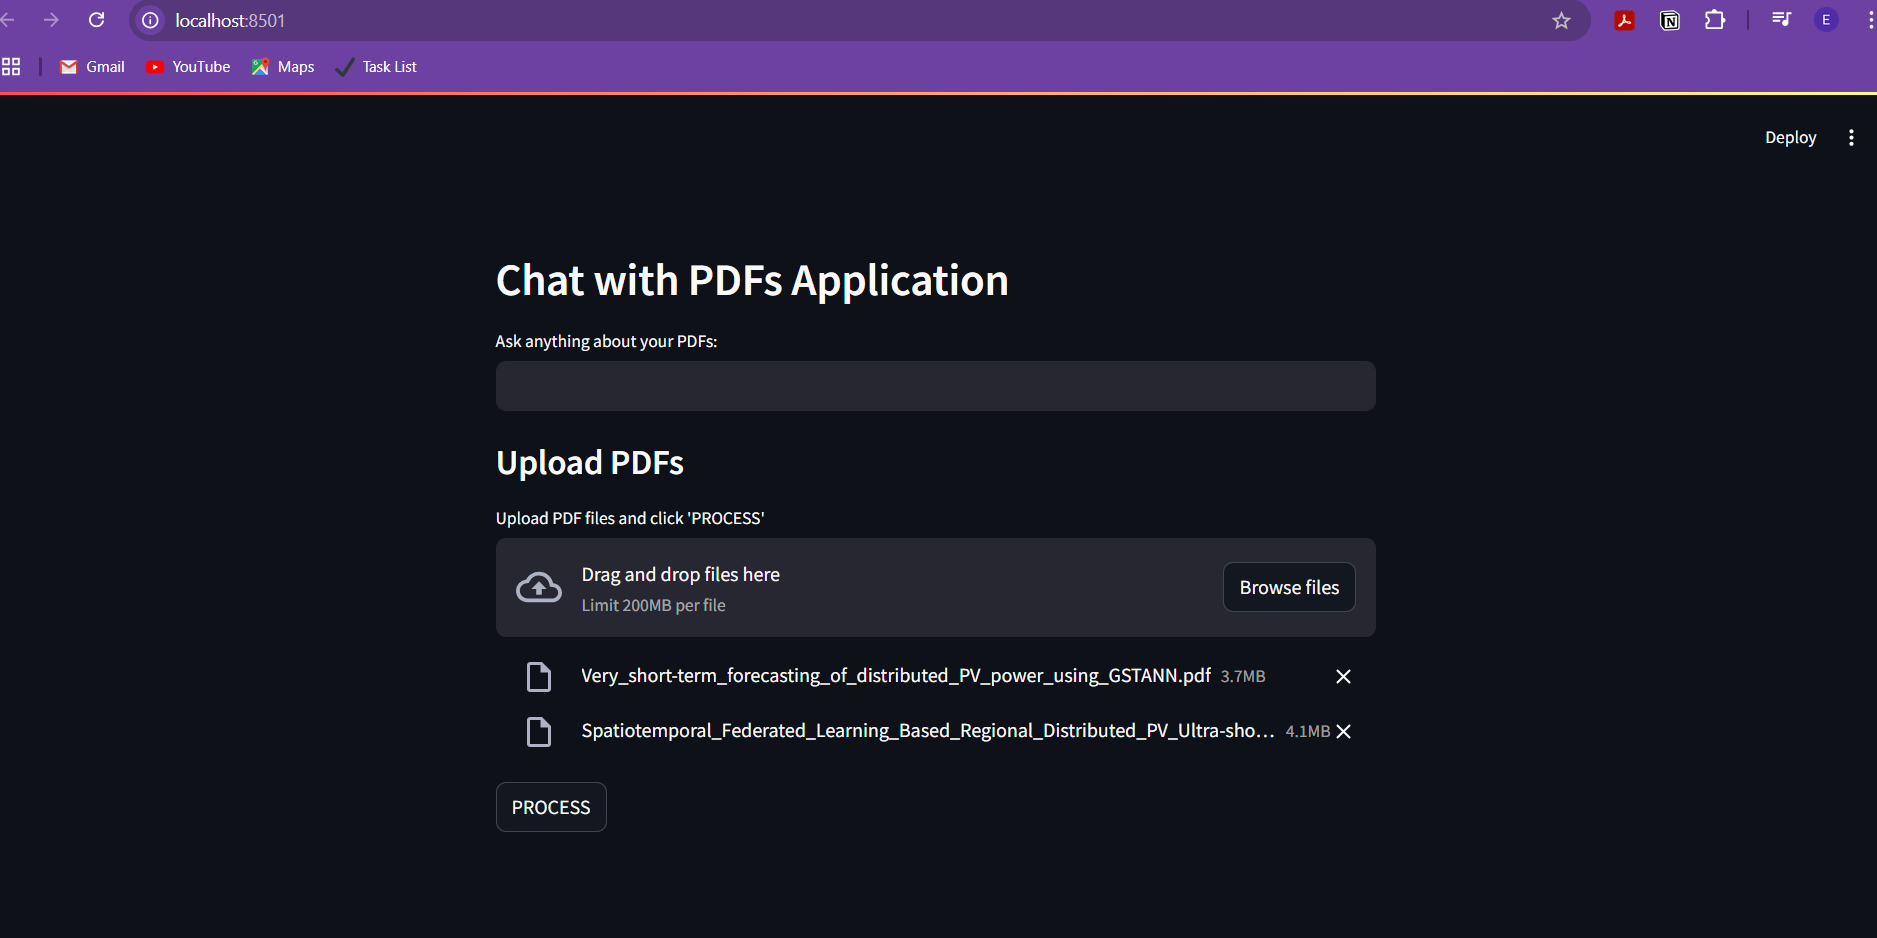 localhost:8501
E
Gmail YouTube Maps Task List
Deploy
Chat with PDFs Application
Ask anything about your PDFs:
Upload PDFs
Upload PDF files and click 'PROCESS'
Drag and drop files here
Limit 200MB per file
Browse files
Very_short-term_forecasting_of_distributed_PV_power_using_GSTANN.pdf 3.7MB
Spatiotemporal_Federated_Learning_Based_Regional_Distributed_PV_Ultra-sho... 4.1MB
PROCESS